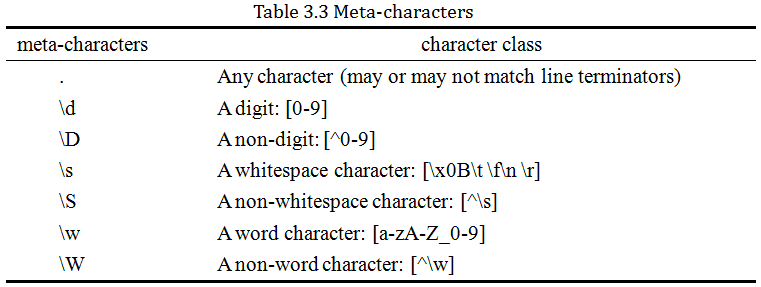 Table 3.3 Meta-characters
meta-characters character class
. Any character (may or may not match line terminators)
\d A digit: [0-9]
\D A non-digit: [^0-9]
\s A whitespace character: [\x0B\t \f\n \r]
\S A non-whitespace character: [^\s]
\w A word character: [a-zA-Z_0-9]
\W A non-word character: [^\w]